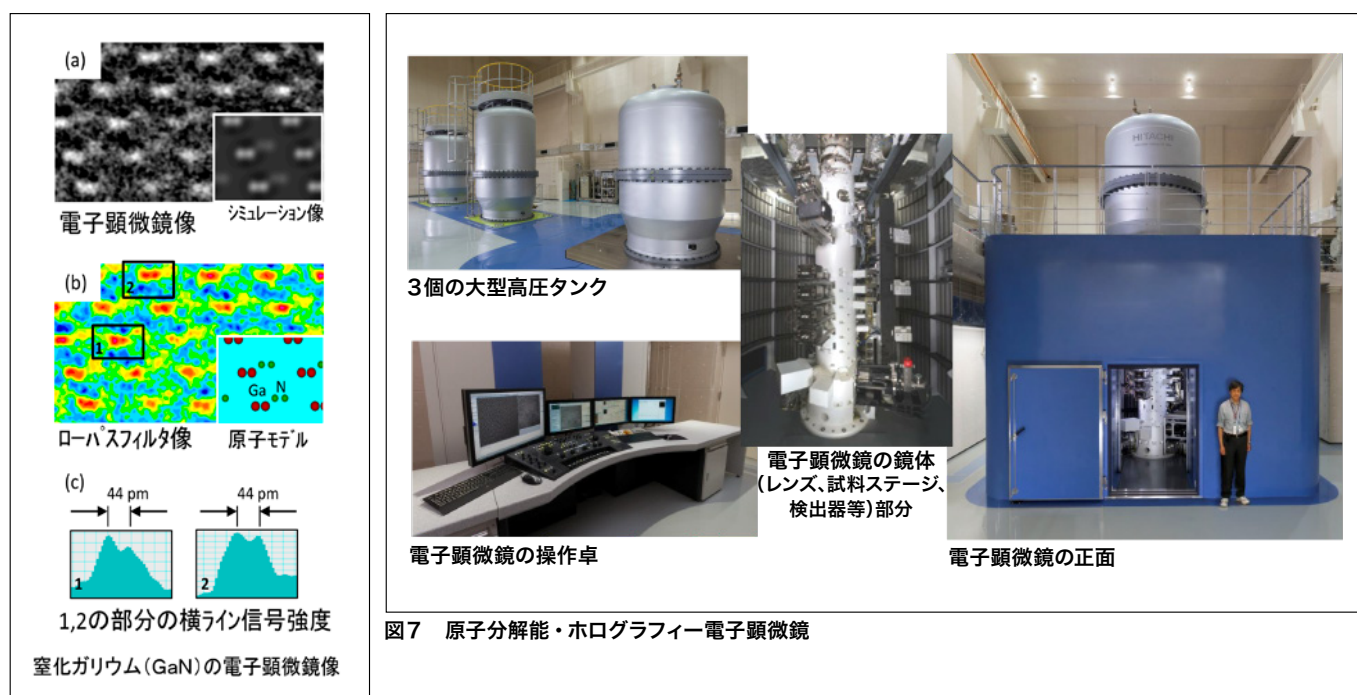 (a)
電子顕微鏡像
シミュレーション像
(b)
2
1
Ga
N
ローパスフィルタ像
原子モデル
(c)
44 pm
44 pm
1
2
1,2の部分の横ライン信号強度
窒化ガリウム(GaN)の電子顕微鏡像
3個の大型高圧タンク
電子顕微鏡の操作卓
電子顕微鏡の鏡体
(レンズ、試料ステージ、
検出器等)部分
HITACHI
電子顕微鏡の正面
図7 原子分解能・ホログラフィー電子顕微鏡